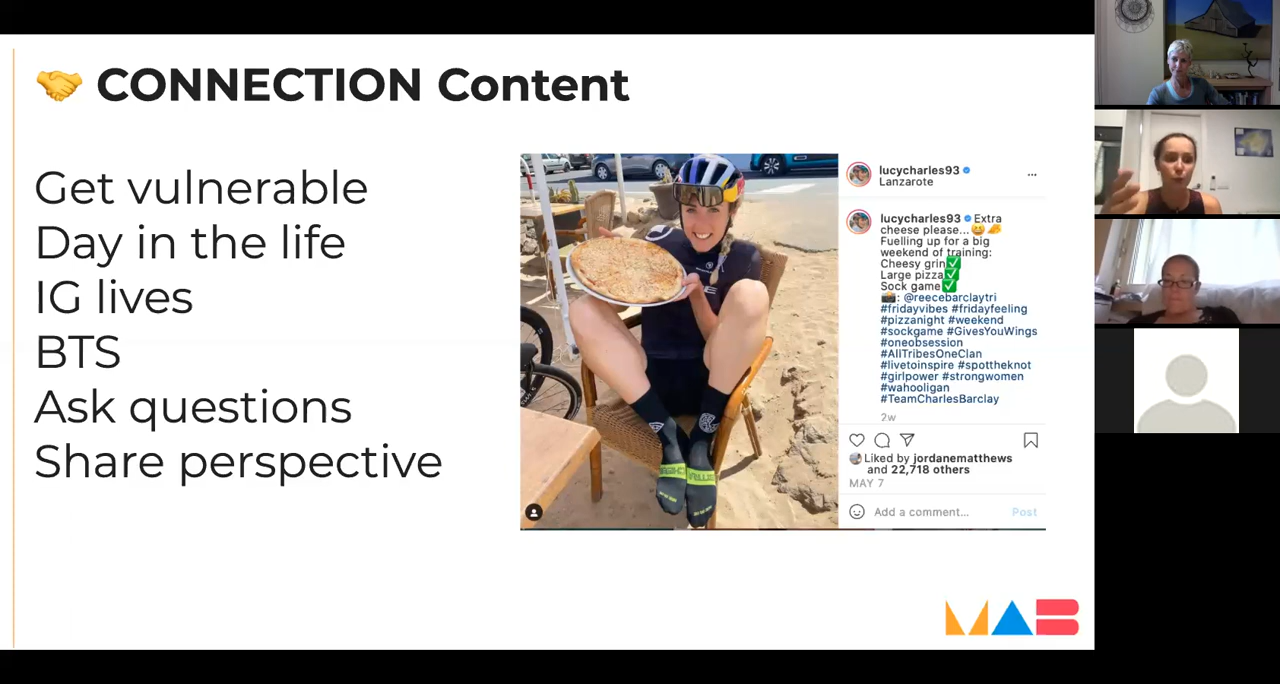 🤝 CONNECTION Content
Get vulnerable
Day in the life
IG lives
BTS
Ask questions
Share perspective
lucycharles93
Lanzarote
lucycharles93 Extra
cheese please...😆🧀
Fuelling up for a big
weekend of training:
Cheesy grin✅
Large pizza✅
Sock game✅
📸: @reecebarclaytri
#fridayvibes #fridayfeeling
#pizzanight #weekend
#sockgame #GivesYouWings
#oneobsession
#AllTribesOneClan
#livetoinspire #spottheknot
#girlpower #strongwomen
#wahooligan
#TeamCharlesBarclay
2w
Liked by jordanematthews
and 22,718 others
MAY 7
Add a comment... Post
MAB